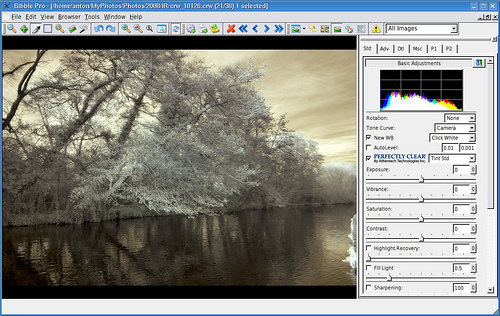 Bibble Pro - [/home/anton/MyPhotos/Photos/2008/IR/crw_10126.crw (21/38) 1 selected]
File Edit View Browser Tags Tools Window Help
All Images
Std Adv Dtl Misc P1 P2
Basic Adjustments
Rotation: None
Tone Curve: Camera
New WB Click White
AutoLevel: 0.01 0.001
PERFECTLY CLEAR Tint Std
By Athentech Technologies Inc.
Exposure: 0
Vibrance: 0
Saturation: 0
Contrast: 0
Highlight Recovery: 0
Fill Light 0.5
Sharpening: 100